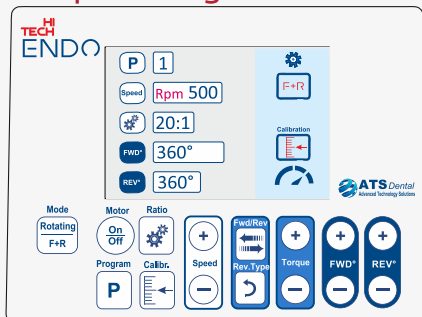 HI
TECH
ENDO
P 1
Speed Rpm 500
20:1
FWD° 360°
REV° 360°
F+R
Calibration
ATS Dental
Advanced Technology Solutions
Mode
Rotating
F+R
Motor
On
Off
Ratio
Program
P
Calibr.
+
Speed
−
Fwd/Rev
Rev.Type
+
Torque
−
+
FWD°
−
+
REV°
−